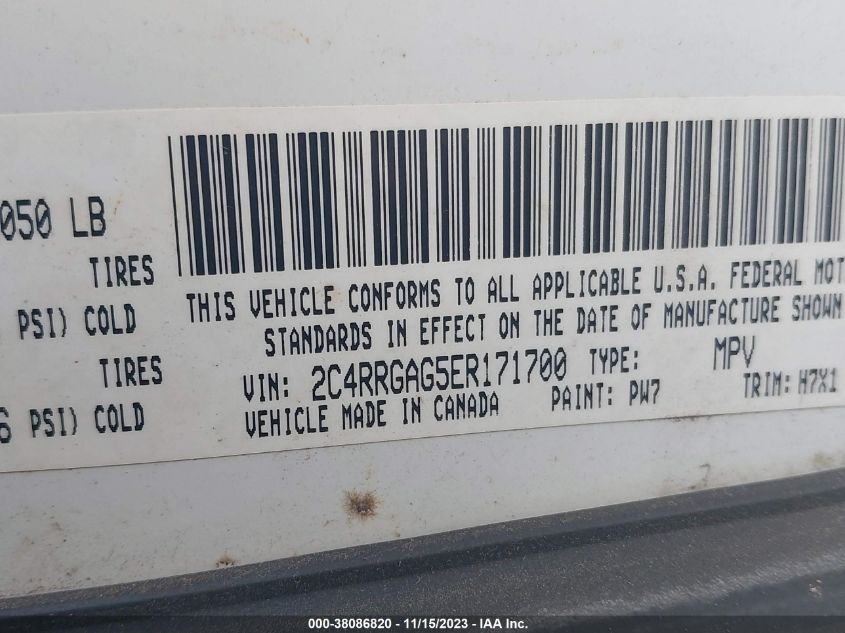 050 LB
TIRES
PSI) COLD
TIRES
PSI) COLD
THIS VEHICLE CONFORMS TO ALL APPLICABLE U.S.A. FEDERAL MOT
STANDARDS IN EFFECT ON THE DATE OF MANUFACTURE SHOWN
VIN: 2C4RRGAG5ER171700 TYPE: MPV
VEHICLE MADE IN CANADA PAINT: PW7 TRIM: H7X1
000-38086820 - 11/15/2023 - IAA Inc.